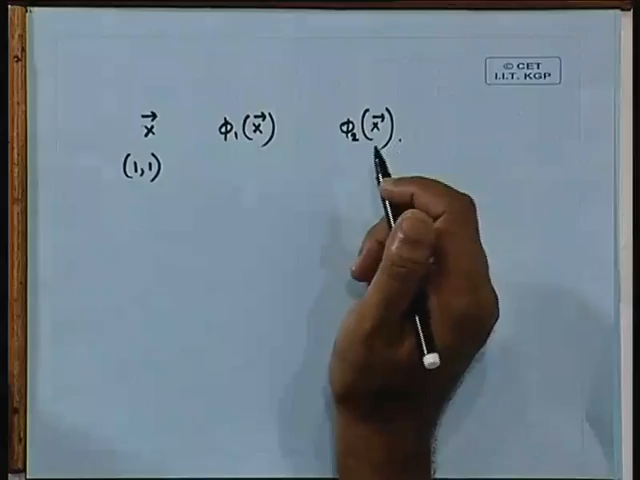 © CET
I.I.T. KGP
x⃗ φ₁(x⃗) φ₂(x⃗).
(1,1)